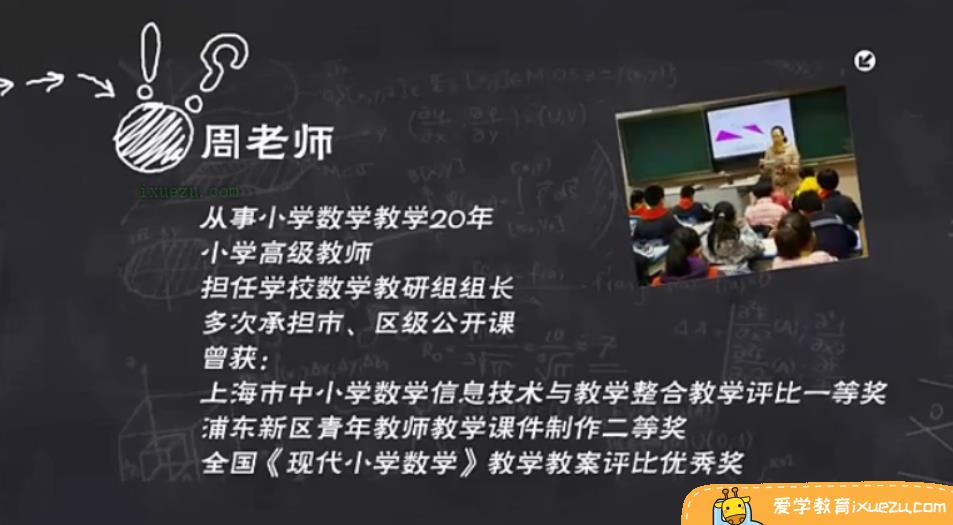 周老师
ixuezu.com
从事小学数学教学20年
小学高级教师
担任学校数学教研组组长
多次承担市、区级公开课
曾获：
上海市中小学数学信息技术与教学整合教学评比一等奖
浦东新区青年教师教学课件制作二等奖
全国《现代小学数学》教学教案评比优秀奖
爱学教育ixuezu.com